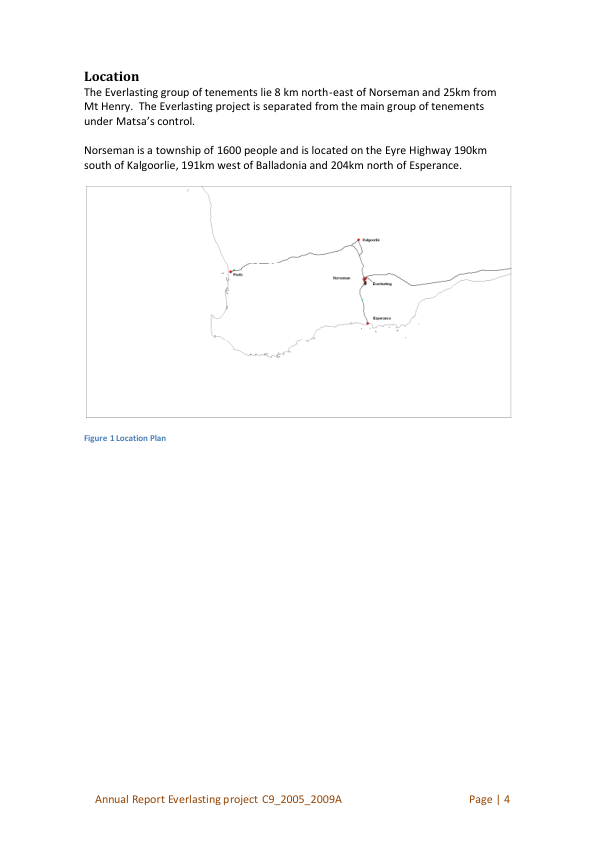 Location
The Everlasting group of tenements lie 8 km north-east of Norseman and 25km from
Mt Henry.  The Everlasting project is separated from the main group of tenements
under Matsa's control.
Norseman is a township of 1600 people and is located on the Eyre Highway 190km
south of Kalgoorlie, 191km west of Balladonia and 204km north of Esperance.
Kalgoorlie
Perth
Norseman
Everlasting
Esperance
Figure 1 Location Plan
Annual Report Everlasting project C9_2005_2009A Page | 4